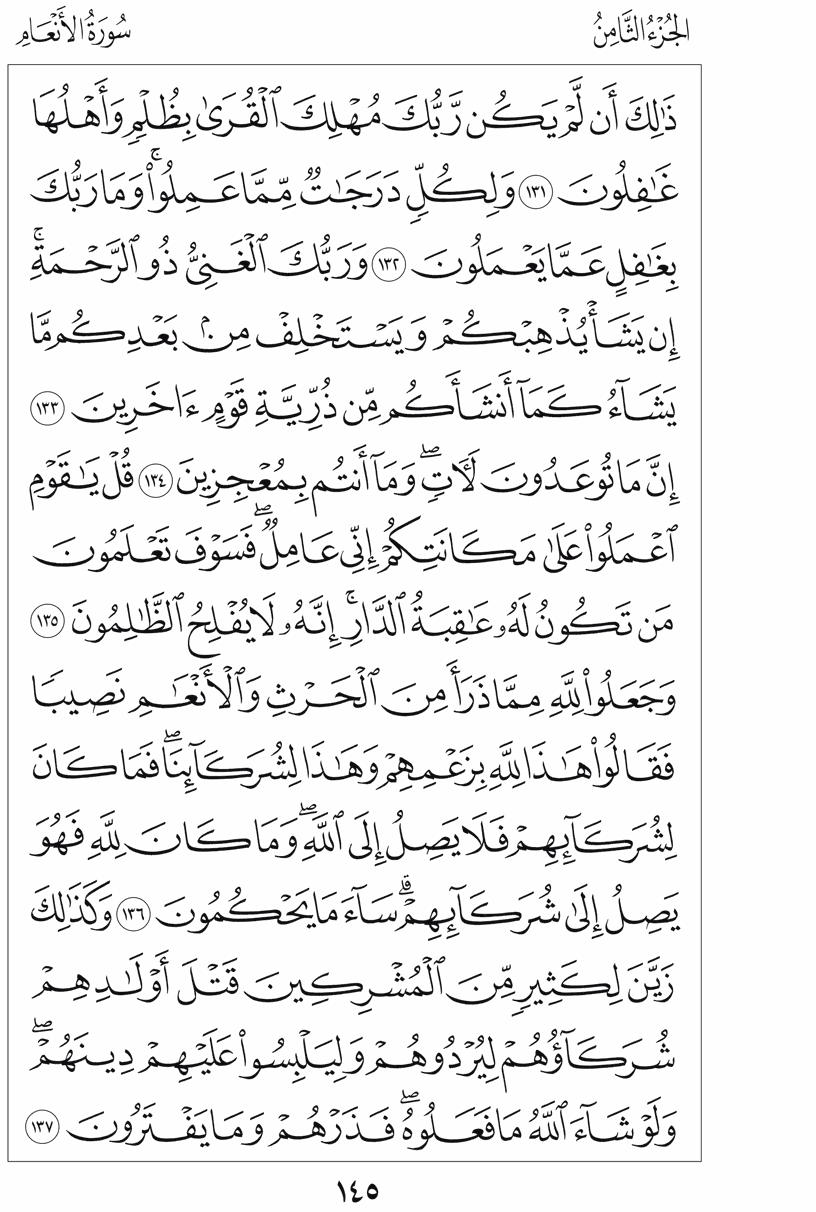 الجُزْءُ الثَّامِنُ
سُورَةُ الأَنْعَامِ
ذَٰلِكَ أَن لَّمْ يَكُن رَّبُّكَ مُهْلِكَ ٱلْقُرَىٰ بِظُلْمٍ وَأَهْلُهَا
غَٰفِلُونَ ١٣١ وَلِكُلٍّ دَرَجَٰتٌ مِّمَّا عَمِلُوا۟ ۚ وَمَا رَبُّكَ
بِغَٰفِلٍ عَمَّا يَعْمَلُونَ ١٣٢ وَرَبُّكَ ٱلْغَنِىُّ ذُو ٱلرَّحْمَةِ ۚ
إِن يَشَأْ يُذْهِبْكُمْ وَيَسْتَخْلِفْ مِنۢ بَعْدِكُم مَّا
يَشَآءُ كَمَآ أَنشَأَكُم مِّن ذُرِّيَّةِ قَوْمٍ ءَاخَرِينَ ١٣٣
إِنَّ مَا تُوعَدُونَ لَءَاتٍ ۖ وَمَآ أَنتُم بِمُعْجِزِينَ ١٣٤ قُلْ يَٰقَوْمِ
ٱعْمَلُوا۟ عَلَىٰ مَكَانَتِكُمْ إِنِّى عَامِلٌ ۖ فَسَوْفَ تَعْلَمُونَ
مَن تَكُونُ لَهُۥ عَٰقِبَةُ ٱلدَّارِ ۚ إِنَّهُۥ لَا يُفْلِحُ ٱلظَّٰلِمُونَ ١٣٥
وَجَعَلُوا۟ لِلَّهِ مِمَّا ذَرَأَ مِنَ ٱلْحَرْثِ وَٱلْأَنْعَٰمِ نَصِيبًا
فَقَالُوا۟ هَٰذَا لِلَّهِ بِزَعْمِهِمْ وَهَٰذَا لِشُرَكَآئِنَا ۖ فَمَا كَانَ
لِشُرَكَآئِهِمْ فَلَا يَصِلُ إِلَى ٱللَّهِ ۖ وَمَا كَانَ لِلَّهِ فَهُوَ
يَصِلُ إِلَىٰ شُرَكَآئِهِمْ ۗ سَآءَ مَا يَحْكُمُونَ ١٣٦ وَكَذَٰلِكَ
زَيَّنَ لِكَثِيرٍ مِّنَ ٱلْمُشْرِكِينَ قَتْلَ أَوْلَٰدِهِمْ
شُرَكَآؤُهُمْ لِيُرْدُوهُمْ وَلِيَلْبِسُوا۟ عَلَيْهِمْ دِينَهُمْ ۖ
وَلَوْ شَآءَ ٱللَّهُ مَا فَعَلُوهُ ۖ فَذَرْهُمْ وَمَا يَفْتَرُونَ ١٣٧
١٤٥